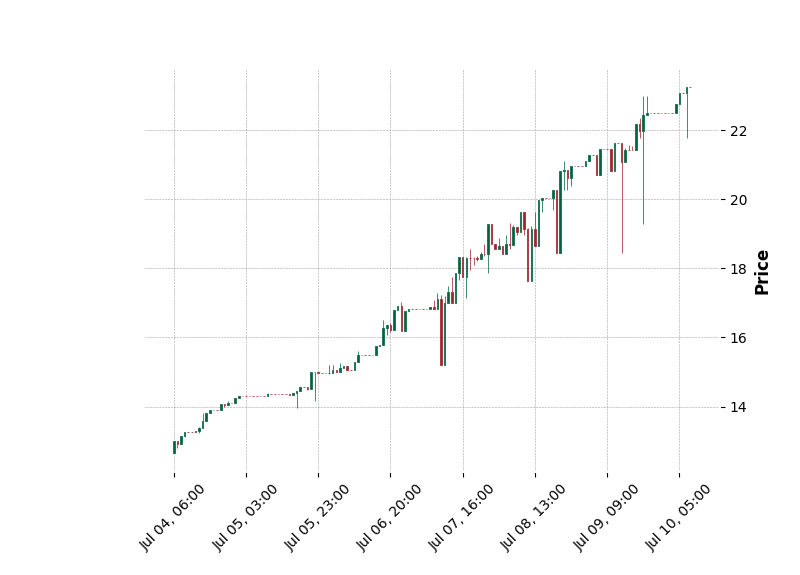 22
20
18
16
14
Price
Jul 04, 06:00
Jul 05, 03:00
Jul 05, 23:00
Jul 06, 20:00
Jul 07, 16:00
Jul 08, 13:00
Jul 09, 09:00
Jul 10, 05:00